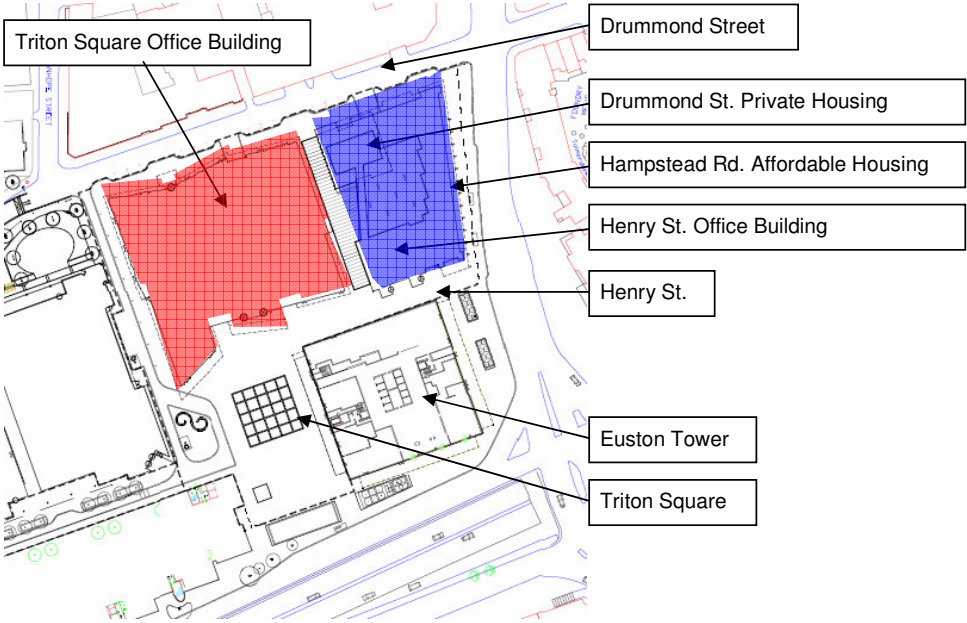 Drummond Street
Triton Square Office Building
Drummond St. Private Housing
Hampstead Rd. Affordable Housing
Henry St. Office Building
Henry St.
Euston Tower
Triton Square
STREET